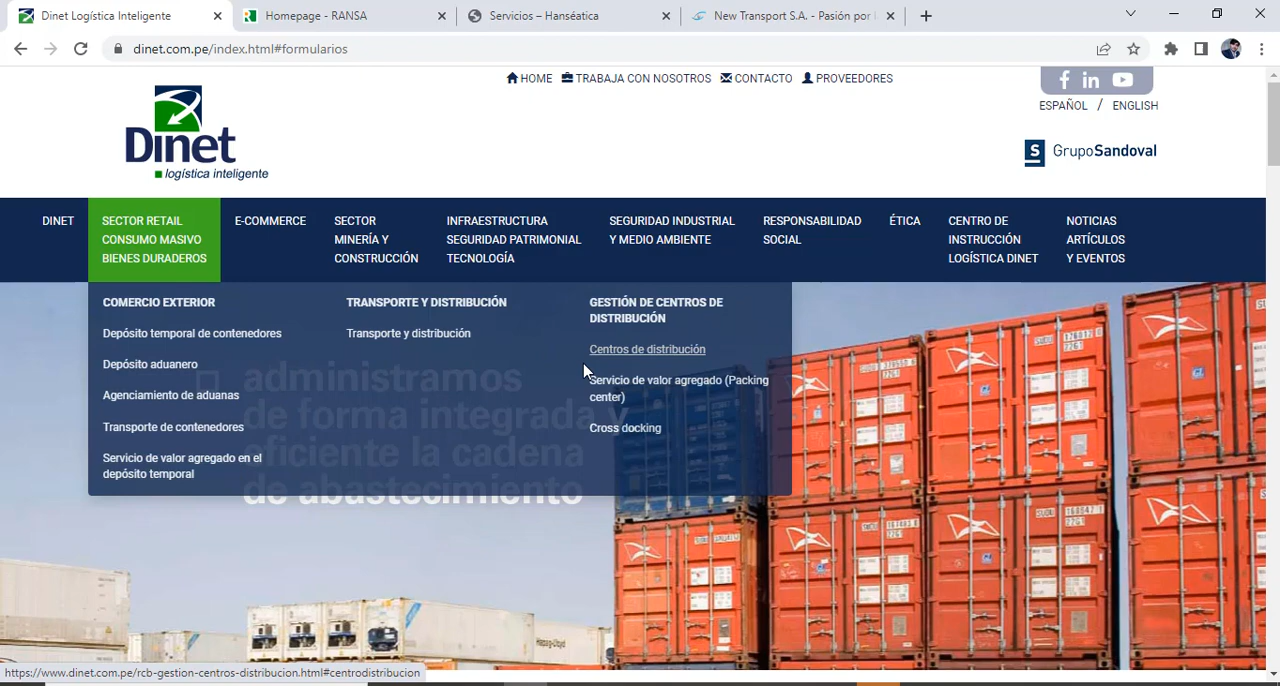 Dinet Logística Inteligente
Homepage - RANSA
Servicios – Hanséatica
New Transport S.A. - Pasión por
dinet.com.pe/index.html#formularios
HOME TRABAJA CON NOSOTROS CONTACTO PROVEEDORES
ESPAÑOL / ENGLISH
Dinet
logística inteligente
S GrupoSandoval
DINET
SECTOR RETAIL
CONSUMO MASIVO
BIENES DURADEROS
E-COMMERCE
SECTOR
MINERÍA Y
CONSTRUCCIÓN
INFRAESTRUCTURA
SEGURIDAD PATRIMONIAL
TECNOLOGÍA
SEGURIDAD INDUSTRIAL
Y MEDIO AMBIENTE
RESPONSABILIDAD
SOCIAL
ÉTICA
CENTRO DE
INSTRUCCIÓN
LOGÍSTICA DINET
NOTICIAS
ARTÍCULOS
Y EVENTOS
COMERCIO EXTERIOR
Depósito temporal de contenedores
Depósito aduanero
Agenciamiento de aduanas
Transporte de contenedores
Servicio de valor agregado en el
depósito temporal
TRANSPORTE Y DISTRIBUCIÓN
Transporte y distribución
GESTIÓN DE CENTROS DE
DISTRIBUCIÓN
Centros de distribución
Servicio de valor agregado (Packing
center)
Cross docking
administramos
de forma integrada y
eficiente la cadena
de abastecimiento
https://www.dinet.com.pe/rcb-gestion-centros-distribucion.html#centrodistribucion